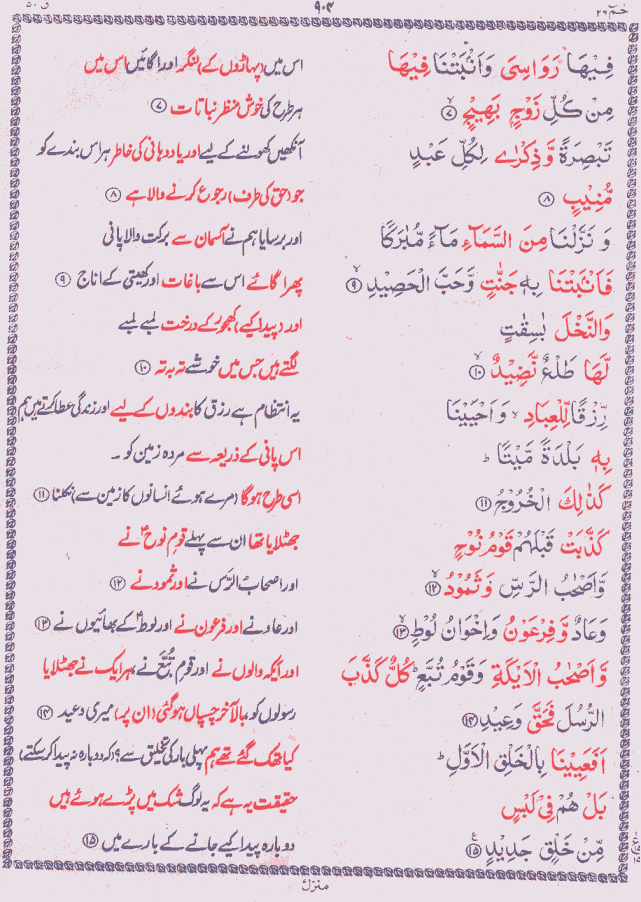 حٰمٓ ٢٦ ٩٠٤ قٓ ٥٠
فِيْهَا رَوَاسِىَ وَاَنْۢبَتْنَا فِيْهَا اس میں (پہاڑوں کے) لنگر اور اگائیں اس میں
مِنْ كُلِّ زَوْجٍۢ بَهِيْجٍ ۙ ﴿٧﴾ ہر طرح کی خوش منظر نباتات ﴿٧﴾
تَبْصِرَةً وَّذِكْرٰى لِكُلِّ عَبْدٍ آنکھیں کھولنے کے لیے اور یاد دہانی کی خاطر ہر اس بندے کو
مُّنِيْبٍ ﴿٨﴾ جو (حق کی طرف) رجوع کرنے والا ہے ﴿٨﴾
وَ نَزَّلْنَا مِنَ السَّمَآءِ مَآءً مُّبٰرَكًا اور برسایا ہم نے آسمان سے برکت والا پانی
فَاَنْۢبَتْنَا بِهٖ جَنّٰتٍ وَّحَبَّ الْحَصِيْدِ ۙ ﴿٩﴾ پھر اگائے اس سے باغات اور کھیتی کے اناج ﴿٩﴾
وَالنَّخْلَ بٰسِقٰتٍ اور (پیدا کیے) کھجور کے درخت لمبے لمبے
لَّهَا طَلْعٌ نَّضِيْدٌ ۙ ﴿١٠﴾ لگتے ہیں جس میں خوشے تہ بہ تہ ﴿١٠﴾
رِّزْقًا لِّلْعِبَادِ ۙ وَاَحْيَيْنَا یہ انتظام ہے رزق کا بندوں کے لیے اور زندگی عطا کرتے ہیں ہم
بِهٖ بَلْدَةً مَّيْتًا ؕ اس پانی کے ذریعہ سے مردہ زمین کو ۔
كَذٰلِكَ الْخُرُوْجُ ﴿١١﴾ اسی طرح ہوگا (مرے ہوئے انسانوں کا زمین سے) نکلنا ﴿١١﴾
كَذَّبَتْ قَبْلَهُمْ قَوْمُ نُوْحٍ جھٹلایا تھا ان سے پہلے قوم نوحؑ نے
وَّاَصْحٰبُ الرَّسِّ وَثَمُوْدُ ۙ ﴿١٢﴾ اور اصحابُ الرّس نے اور ثمود نے ﴿١٢﴾
وَعَادٌ وَّفِرْعَوْنُ وَاِخْوَانُ لُوْطٍ ۙ ﴿١٣﴾ اور عاد نے اور فرعون نے اور لوطؑ کے بھائیوں نے ﴿١٣﴾
وَّاَصْحٰبُ الْاَيْكَةِ وَقَوْمُ تُبَّعٍ ؕ كُلٌّ كَذَّبَ اور ایکہ والوں نے اور قوم تُبّع نے، ہر ایک نے جھٹلایا
الرُّسُلَ فَحَقَّ وَعِيْدِ ﴿١٤﴾ رسولوں کو، بالآخر چسپاں ہوگئی (ان پر) میری وعید ﴿١٤﴾
اَفَعَيِيْنَا بِالْخَلْقِ الْاَوَّلِ ؕ کیا تھک گئے تھے ہم پہلی بار کی تخلیق سے؟ (کہ دوبارہ نہ پیدا کر سکتے)
بَلْ هُمْ فِىْ لَبْسٍ حقیقت یہ ہے کہ یہ لوگ شک میں پڑے ہوئے ہیں
مِّنْ خَلْقٍ جَدِيْدٍ ﴿١٥﴾ دوبارہ پیدا کیے جانے کے بارے میں ﴿١٥﴾
منزل